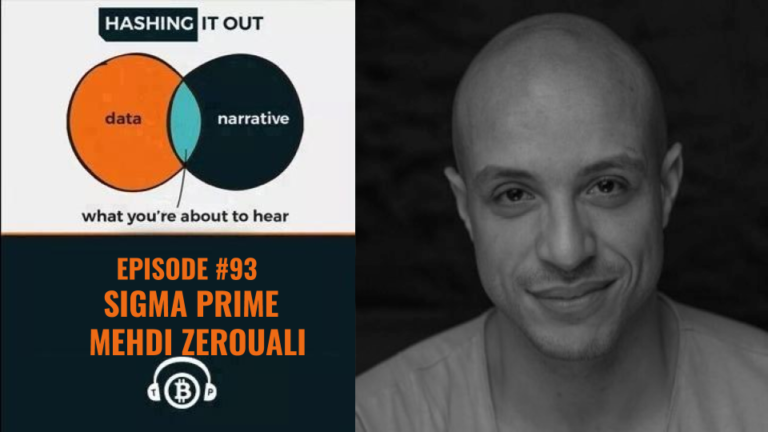 HASHING IT OUT
data
narrative
what you're about to hear
EPISODE #93
SIGMA PRIME
MEHDI ZEROUALI
T ₿ P